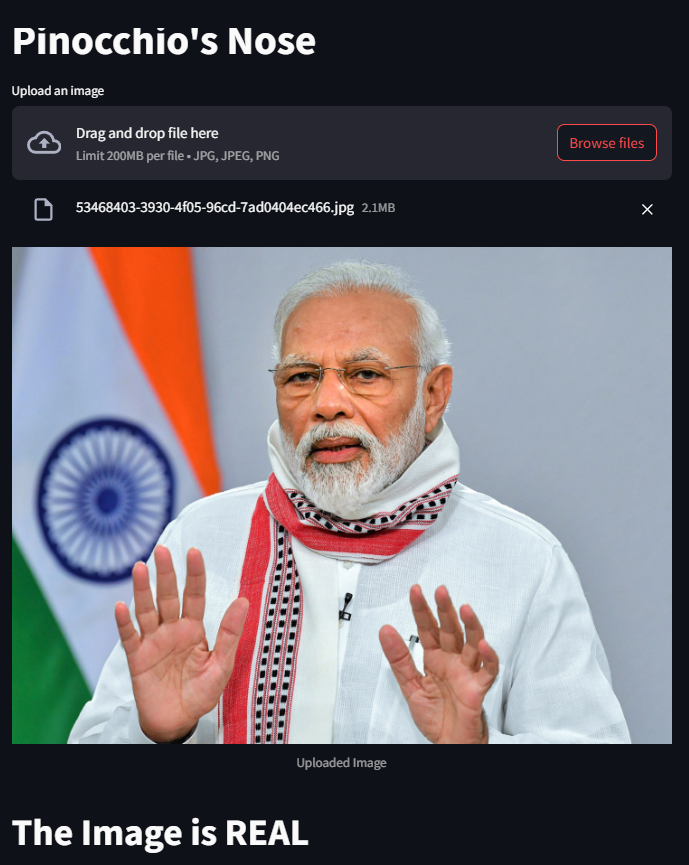 Pinocchio's Nose
Upload an image
Drag and drop file here
Limit 200MB per file • JPG, JPEG, PNG
Browse files
53468403-3930-4f05-96cd-7ad0404ec466.jpg 2.1MB
Uploaded Image
The Image is REAL